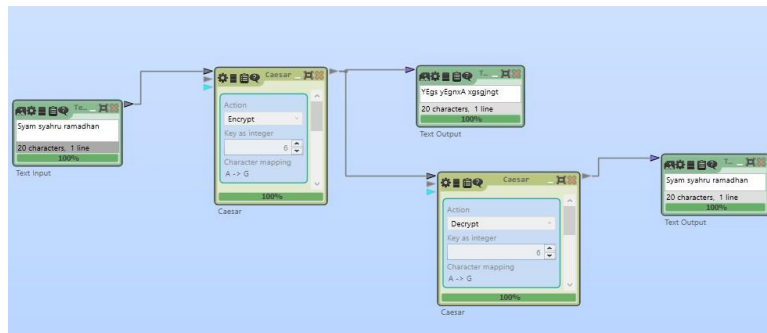 Te...
Syam syahru ramadhan
20 characters, 1 line
100%
Text Input
Caesar
Action
Encrypt
Key as integer
6
Character mapping
A -> G
100%
Caesar
T...
YEgs yEgnxA xgsgjngt
20 characters, 1 line
100%
Text Output
Caesar
Action
Decrypt
Key as integer
6
Character mapping
A -> G
100%
Caesar
T...
Syam syahru ramadhan
20 characters, 1 line
100%
Text Output